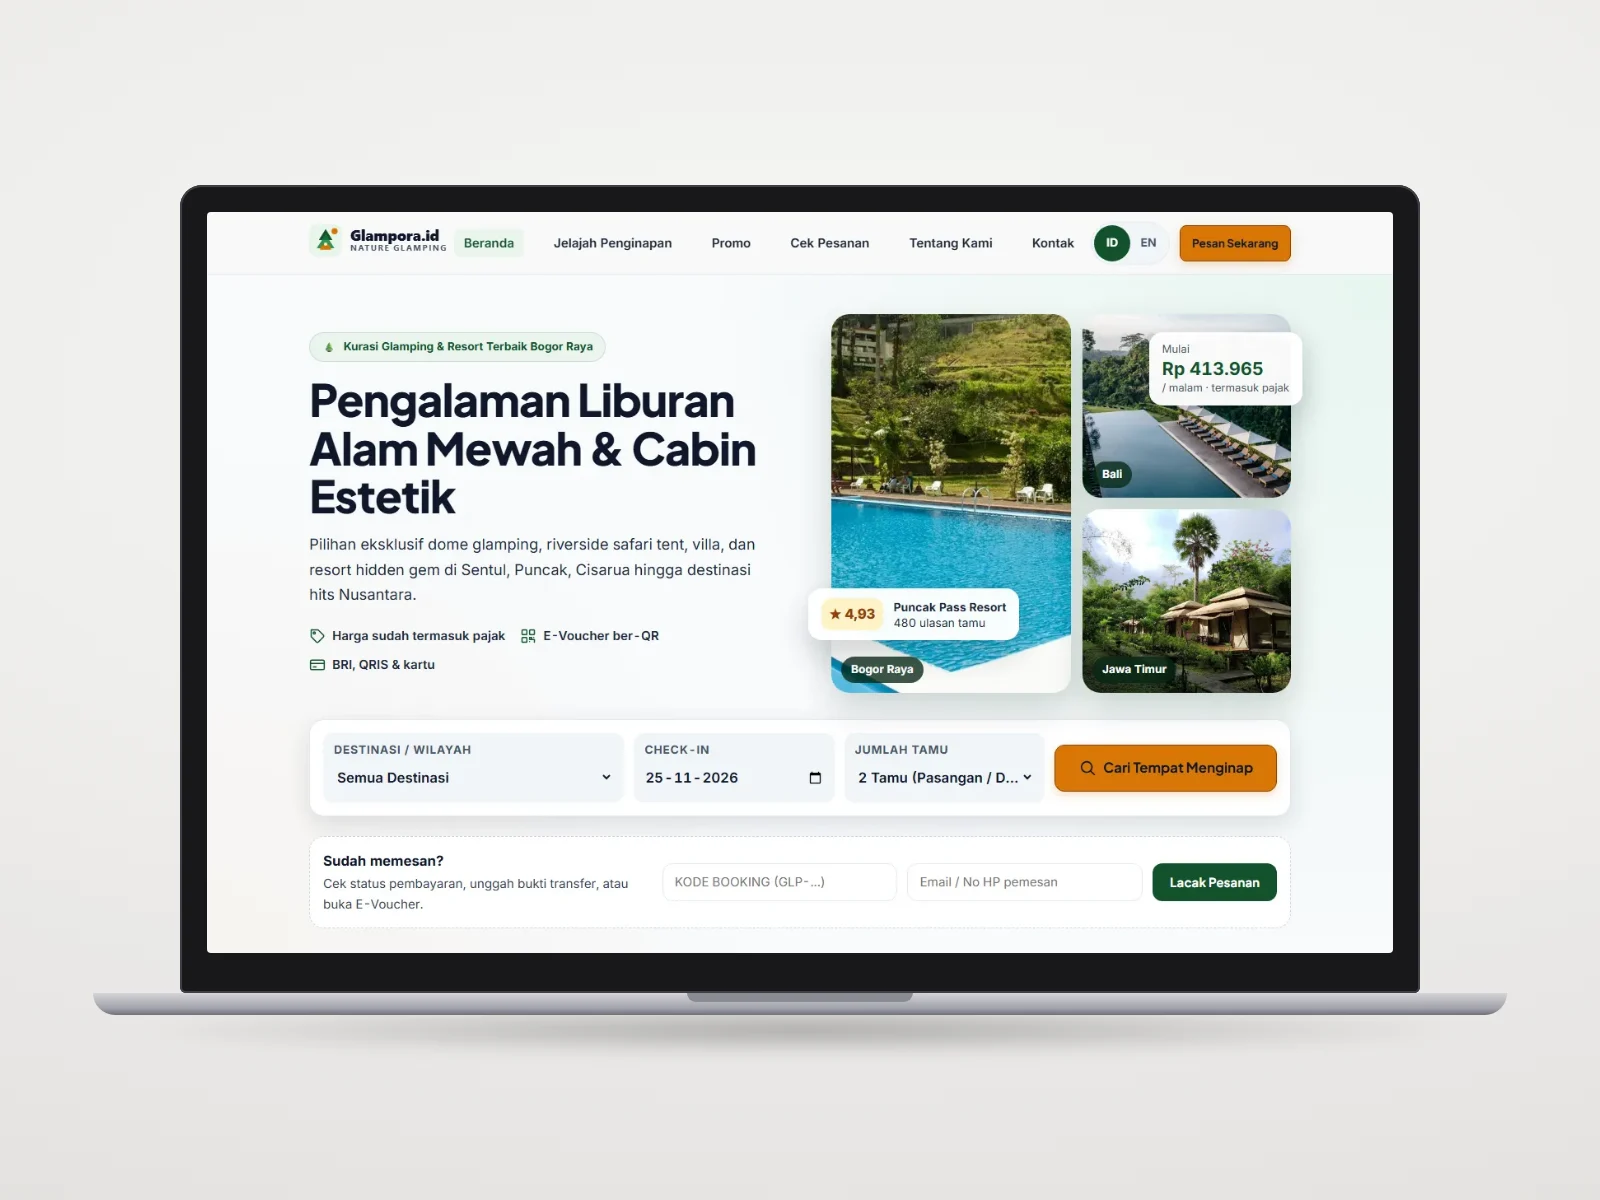 Glampora.id
NATURE GLAMPING
Beranda
Jelajah Penginapan
Promo
Cek Pesanan
Tentang Kami
Kontak
ID
EN
Pesan Sekarang
Kurasi Glamping & Resort Terbaik Bogor Raya
Pengalaman Liburan
Alam Mewah & Cabin
Estetik
Pilihan eksklusif dome glamping, riverside safari tent, villa, dan
resort hidden gem di Sentul, Puncak, Cisarua hingga destinasi
hits Nusantara.
Harga sudah termasuk pajak
E-Voucher ber-QR
BRI, QRIS & kartu
★ 4,93
Puncak Pass Resort
480 ulasan tamu
Bogor Raya
Mulai
Rp 413.965
/ malam · termasuk pajak
Bali
Jawa Timur
DESTINASI / WILAYAH
Semua Destinasi
CHECK-IN
25-11-2026
JUMLAH TAMU
2 Tamu (Pasangan / D...
Cari Tempat Menginap
Sudah memesan?
Cek status pembayaran, unggah bukti transfer, atau
buka E-Voucher.
KODE BOOKING (GLP-...)
Email / No HP pemesan
Lacak Pesanan